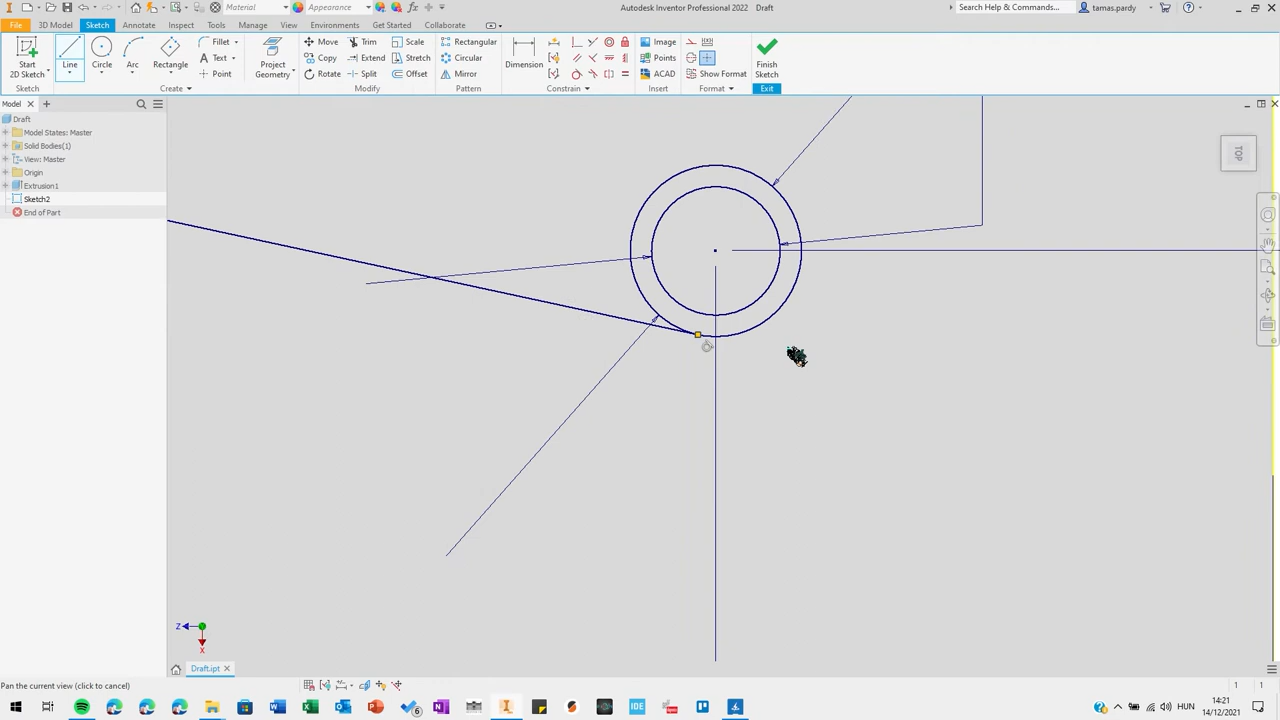 Material
Appearance
Autodesk Inventor Professional 2022 Draft
Search Help & Commands...
tamas.pardy
File 3D Model Sketch Annotate Inspect Tools Manage View Environments Get Started Collaborate
Start
2D Sketch
Line
Circle
Arc
Rectangle
Fillet
Text
Point
Project
Geometry
Move Trim Scale
Copy Extend Stretch
Rotate Split Offset
Rectangular
Circular
Mirror
Dimension
Image
Points
ACAD
Show Format
Finish
Sketch
Sketch Create Modify Pattern Constrain Insert Format Exit
Model
Draft
Model States: Master
Solid Bodies(1)
View: Master
Origin
Extrusion1
Sketch2
End of Part
TOP
Z
X
Draft.ipt
Pan the current view (click to cancel)
1 1
IDE
HUN
14:21
14/12/2021